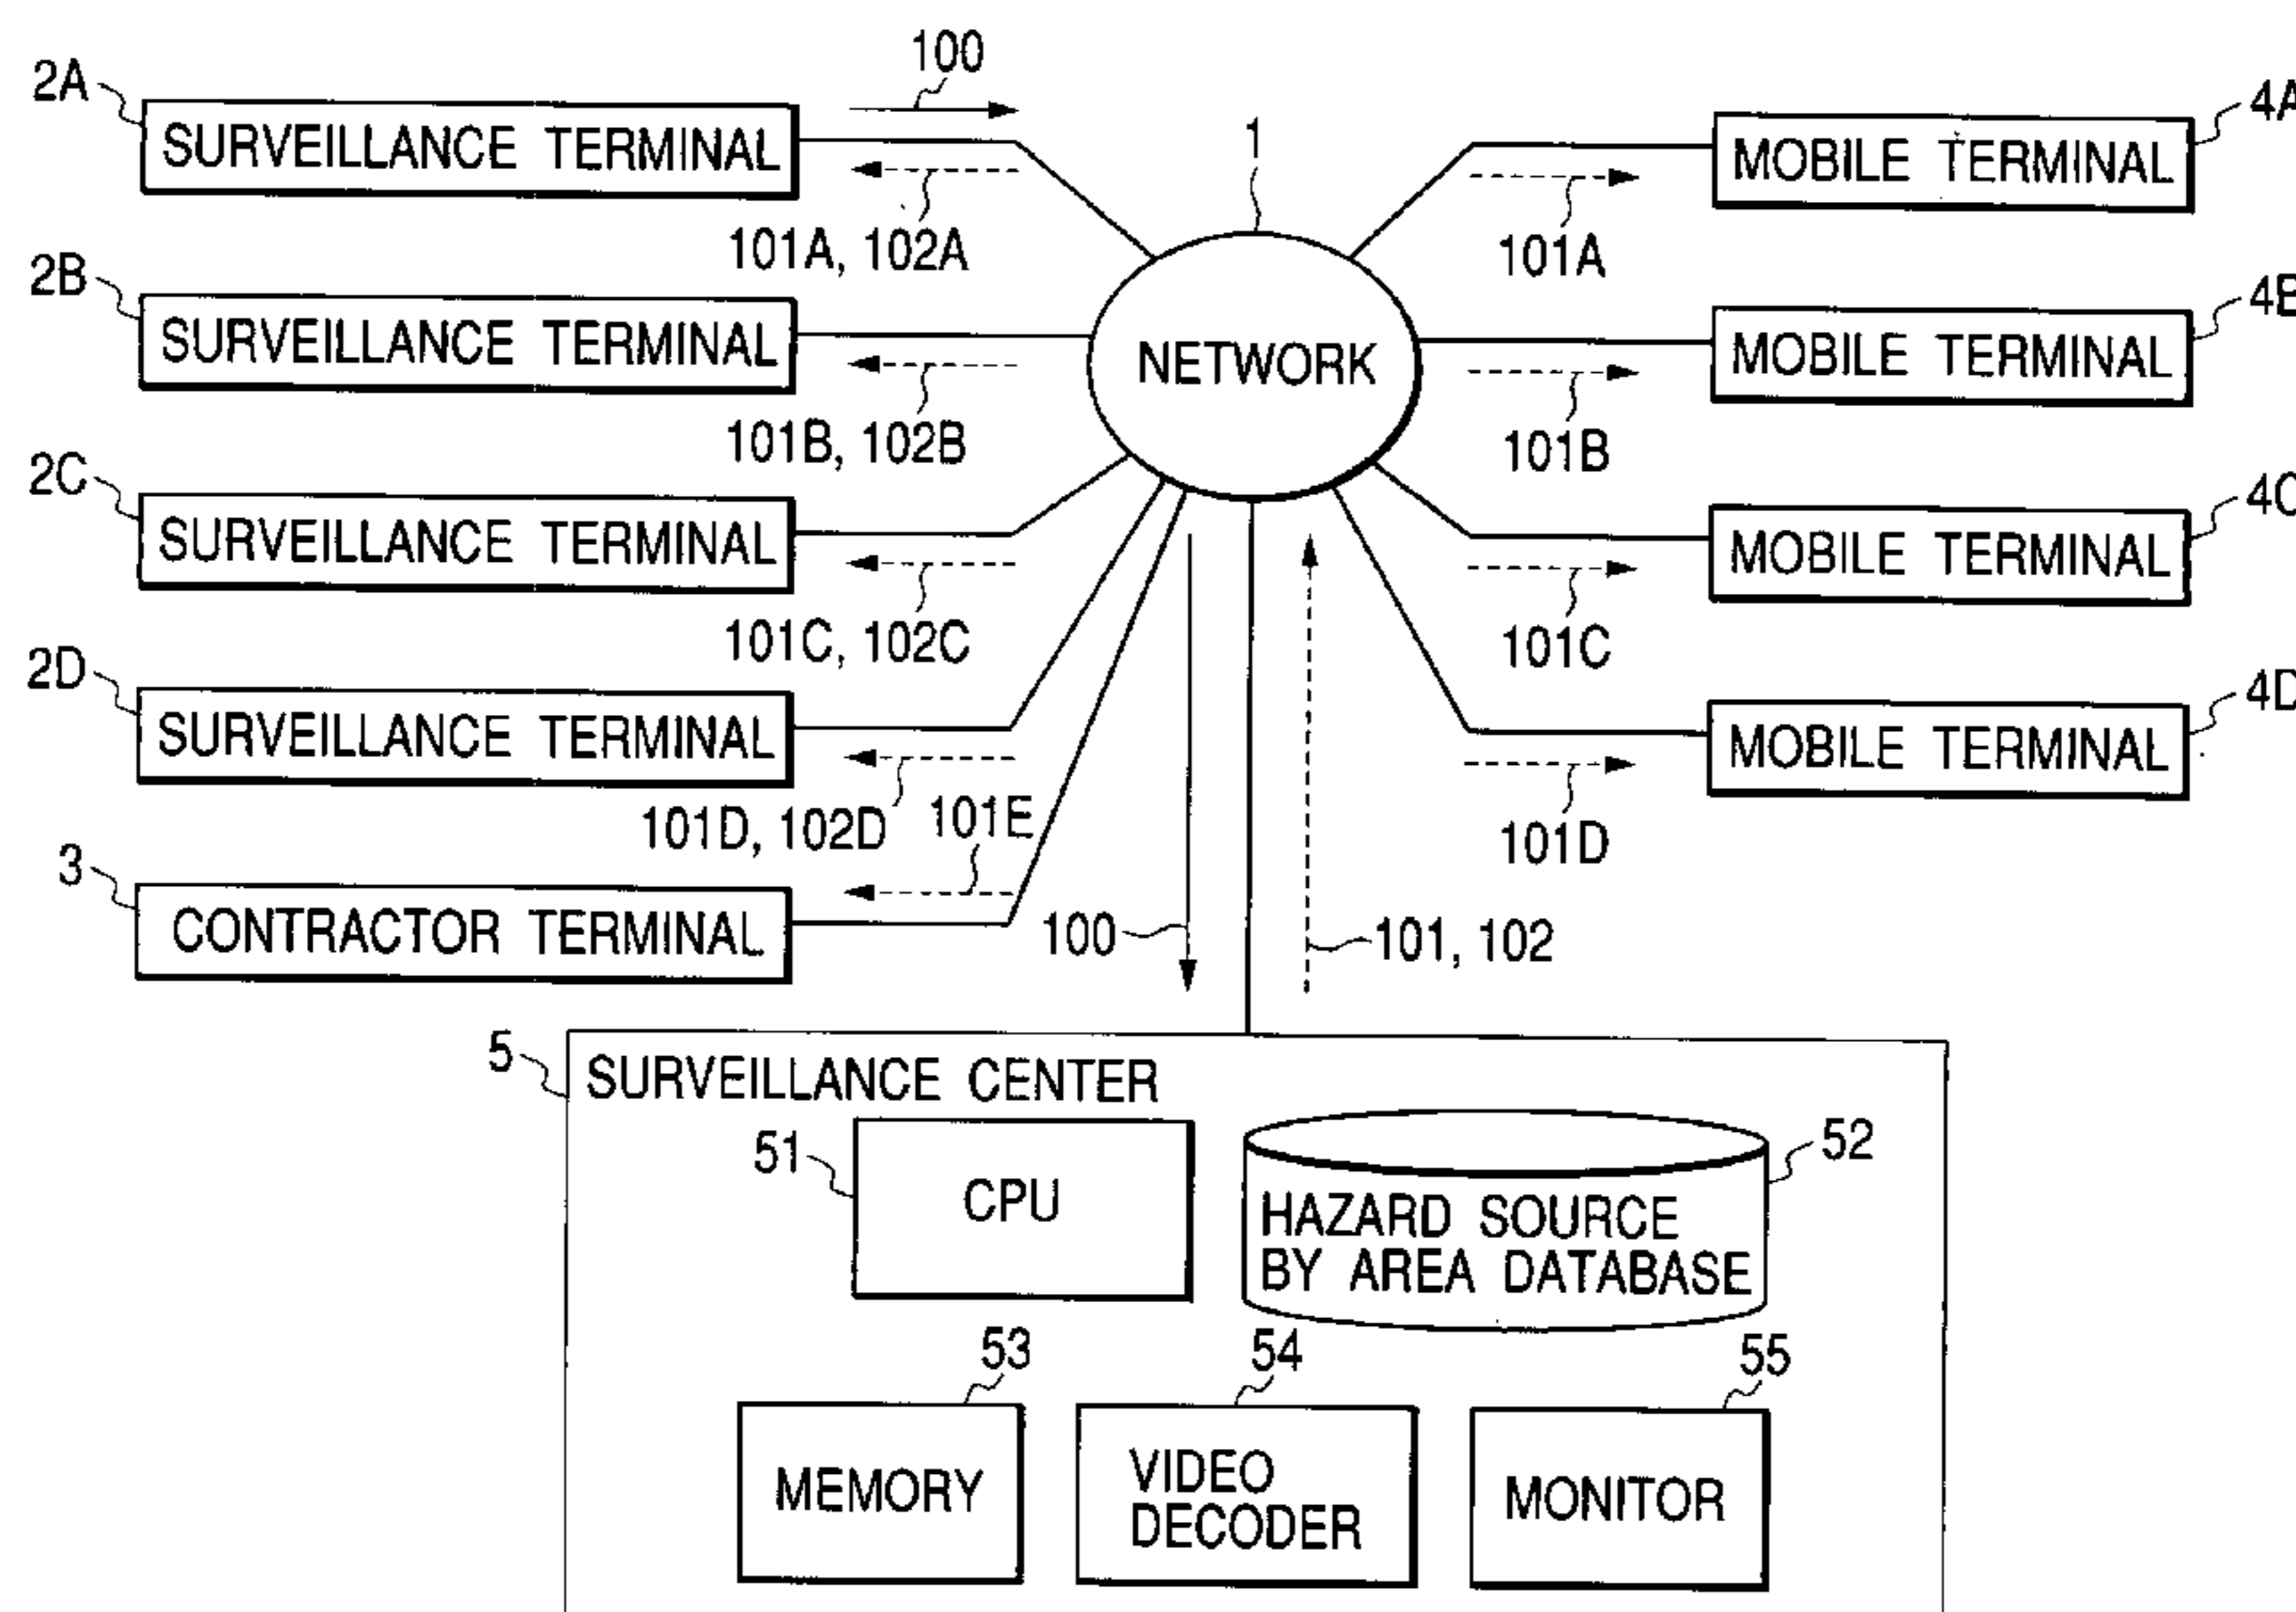 100
2A
SURVEILLANCE TERMINAL
101A, 102A
1
4A
MOBILE TERMINAL
101A
2B
SURVEILLANCE TERMINAL
101B, 102B
NETWORK
4B
MOBILE TERMINAL
101B
2C
SURVEILLANCE TERMINAL
101C, 102C
4C
MOBILE TERMINAL
101C
2D
SURVEILLANCE TERMINAL
101D, 102D
101E
4D
MOBILE TERMINAL
101D
3
CONTRACTOR TERMINAL
100
101, 102
5
SURVEILLANCE CENTER
51
CPU
52
HAZARD SOURCE
BY AREA DATABASE
53
MEMORY
54
VIDEO
DECODER
55
MONITOR